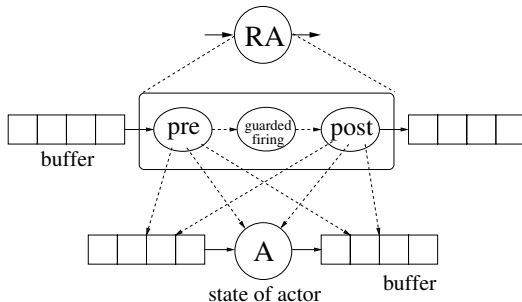 RA
pre
guarded
firing
post
buffer
A
state of actor
buffer